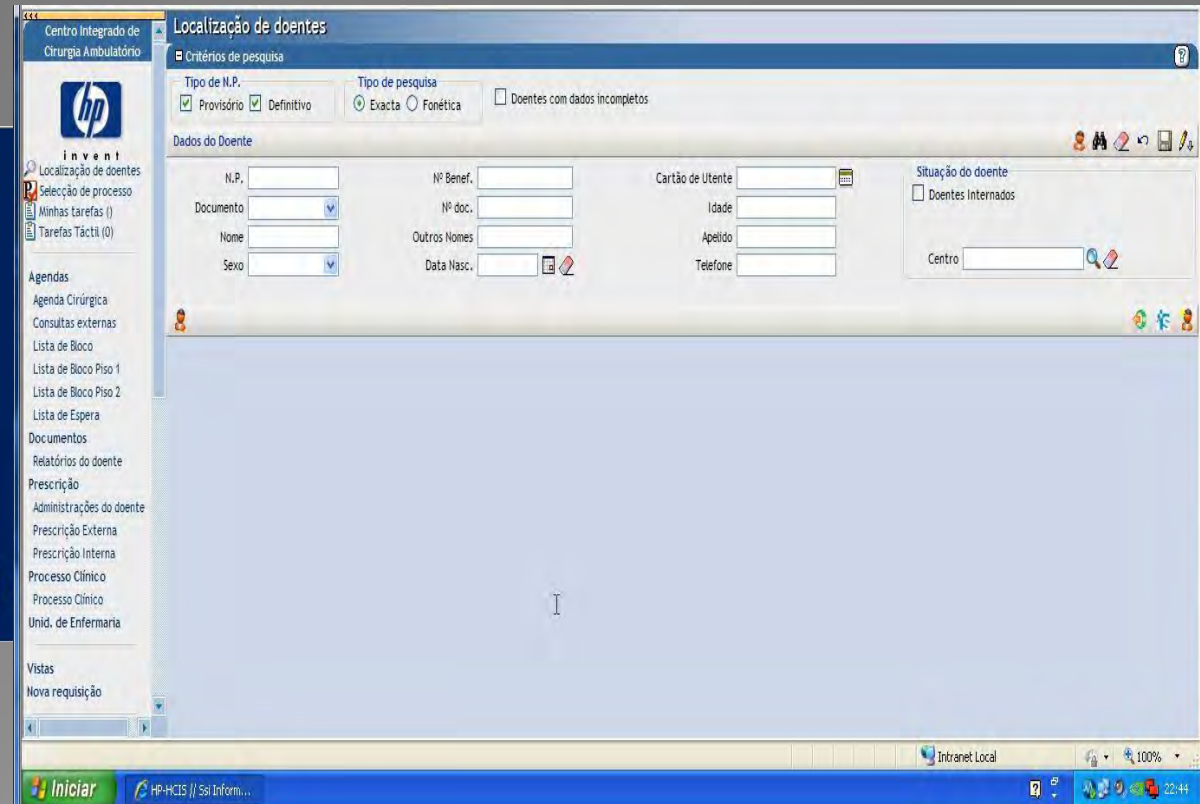 Centro Integrado de
Cirurgia Ambulatório
hp
invent
Localização de doentes
Selecção de processo
Minhas tarefas ()
Tarefas Táctil (0)
Agendas
Agenda Cirúrgica
Consultas externas
Lista de Bloco
Lista de Bloco Piso 1
Lista de Bloco Piso 2
Lista de Espera
Documentos
Relatórios do doente
Prescrição
Administrações do doente
Prescrição Externa
Prescrição Interna
Processo Clínico
Processo Clínico
Unid. de Enfermaria
Vistas
Nova requisição
Localização de doentes
Critérios de pesquisa
Tipo de N.P.
Provisório Definitivo
Tipo de pesquisa
Exacta Fonética
Doentes com dados incompletos
Dados do Doente
N.P. Nº Benef. Cartão de Utente
Documento Nº doc. Idade
Nome Outros Nomes Apelido
Sexo Data Nasc. Telefone
Situação do doente
Doentes Internados
Centro
Intranet Local 100%
Iniciar HP-HCIS // Ssi Inform... 22:44